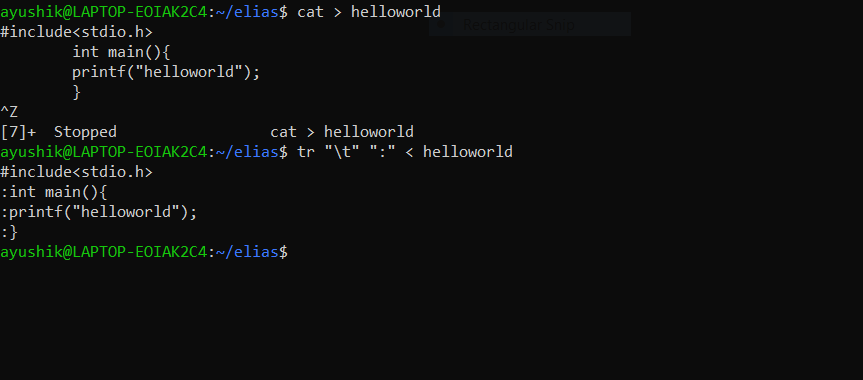 ayushik@LAPTOP-EOIAK2C4:~/elias$ cat > helloworld
Rectangular Snip
#include<stdio.h>
        int main(){
        printf("helloworld");
        }
^Z
[7]+  Stopped                 cat > helloworld
ayushik@LAPTOP-EOIAK2C4:~/elias$ tr "\t" ":" < helloworld
#include<stdio.h>
:int main(){
:printf("helloworld");
:}
ayushik@LAPTOP-EOIAK2C4:~/elias$